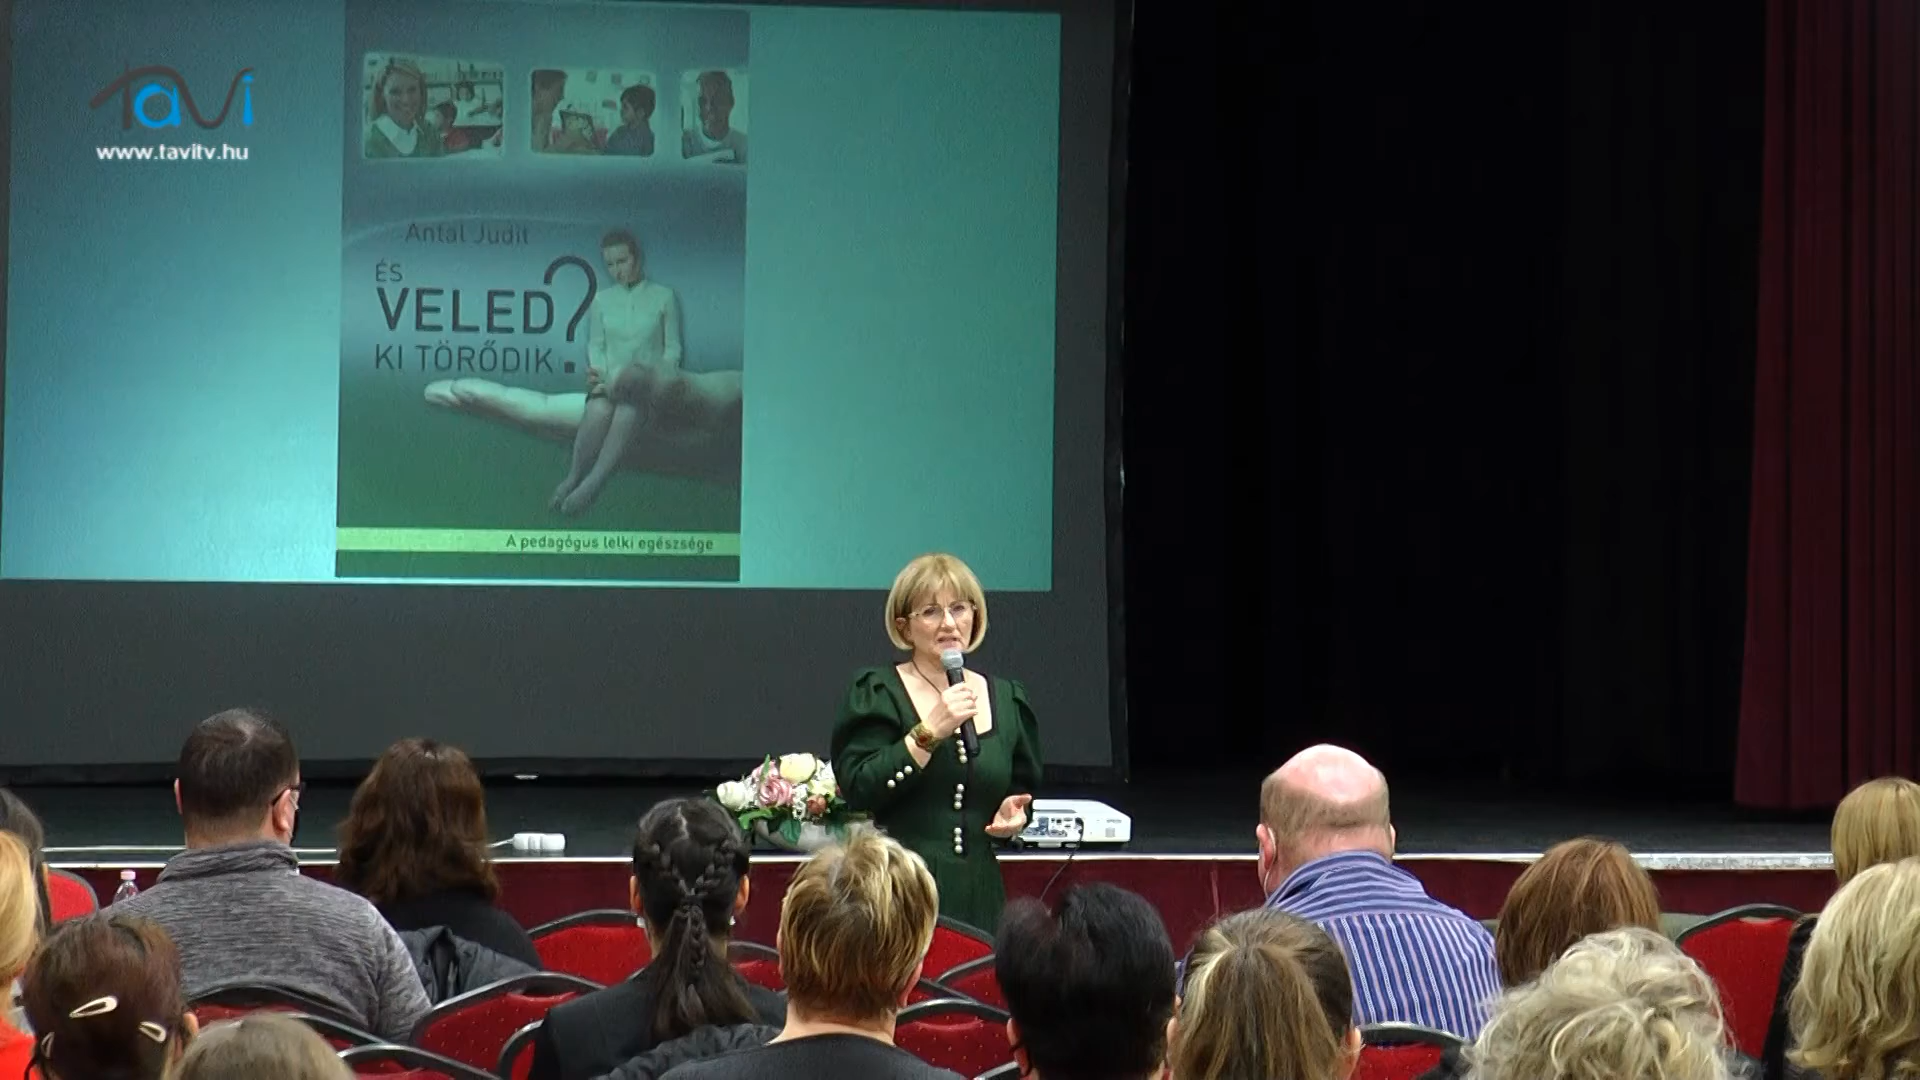 TaVi
www.tavitv.hu
Antal Judit
ÉS
VELED?
KI TÖRŐDIK
A pedagógus lelki egészsége